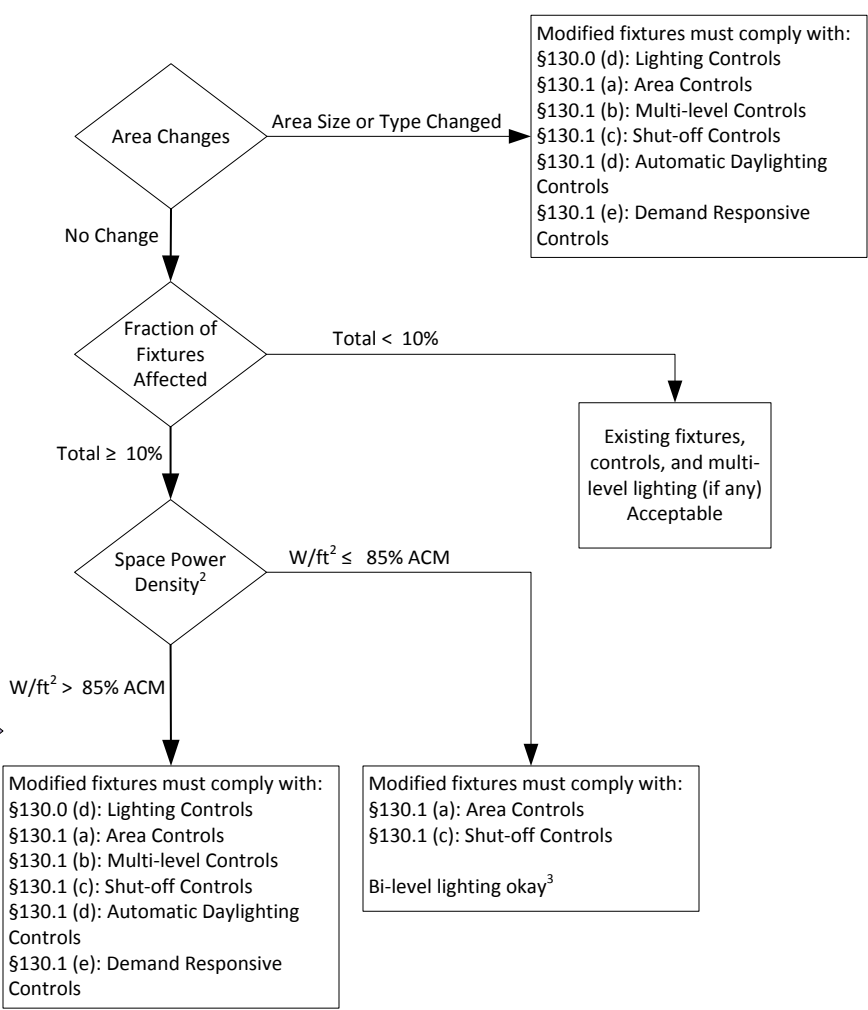 Modified fixtures must comply with:
§130.0 (d): Lighting Controls
§130.1 (a): Area Controls
§130.1 (b): Multi-level Controls
§130.1 (c): Shut-off Controls
§130.1 (d): Automatic Daylighting
Controls
§130.1 (e): Demand Responsive
Controls
Area Changes
Area Size or Type Changed
No Change
Fraction of
Fixtures
Affected
Total < 10%
Existing fixtures,
controls, and multi-
level lighting (if any)
Acceptable
Total ≥ 10%
Space Power
Density²
W/ft² ≤ 85% ACM
W/ft² > 85% ACM
Modified fixtures must comply with:
§130.0 (d): Lighting Controls
§130.1 (a): Area Controls
§130.1 (b): Multi-level Controls
§130.1 (c): Shut-off Controls
§130.1 (d): Automatic Daylighting
Controls
§130.1 (e): Demand Responsive
Controls
Modified fixtures must comply with:
§130.1 (a): Area Controls
§130.1 (c): Shut-off Controls
Bi-level lighting okay³